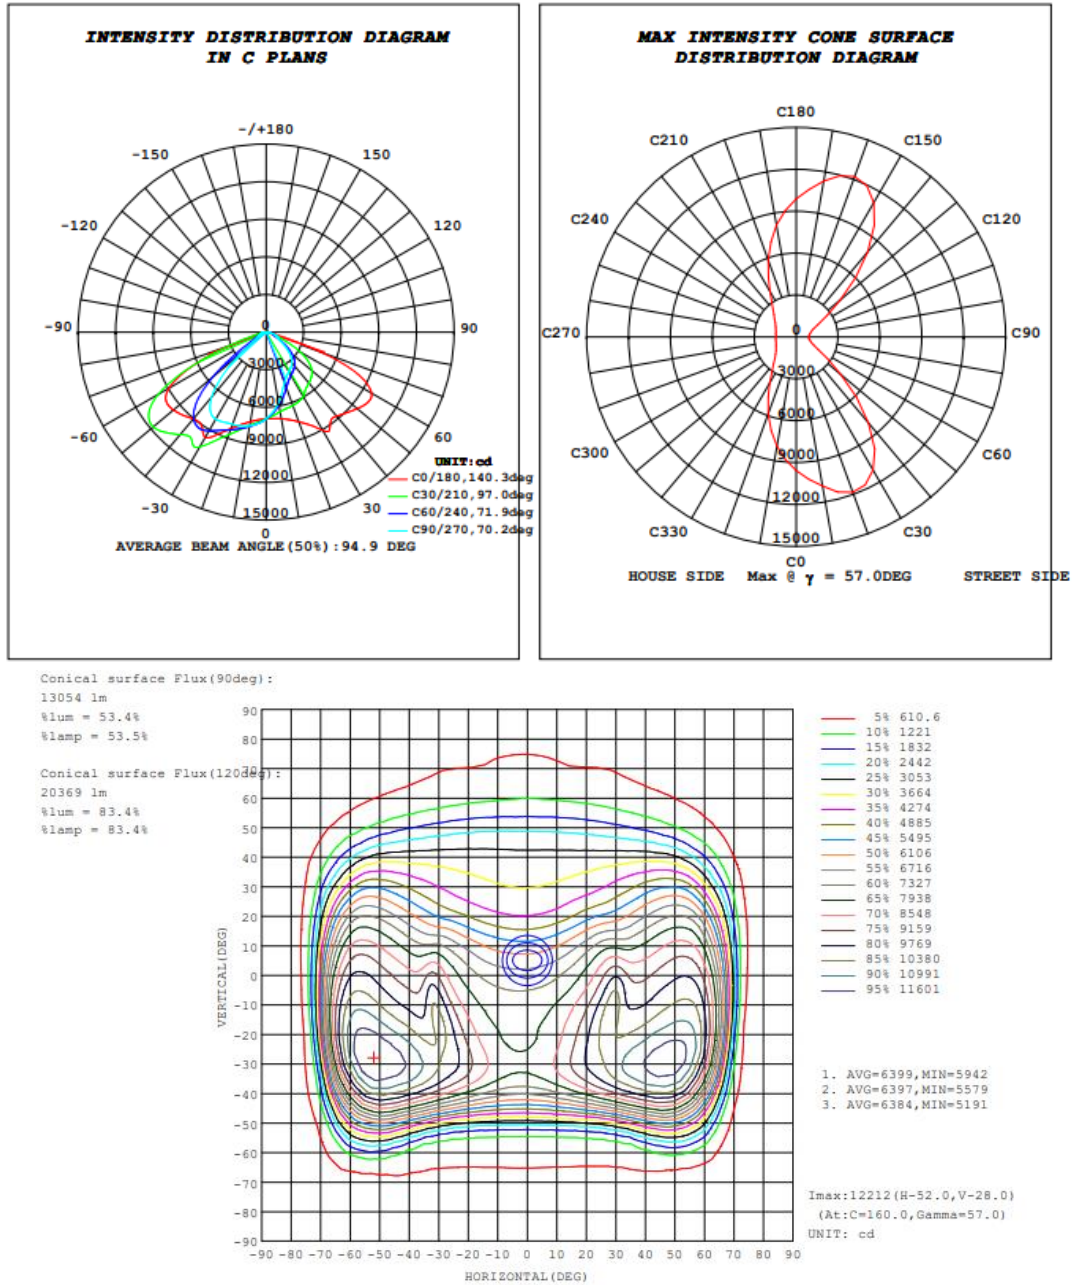 INTENSITY DISTRIBUTION DIAGRAM
IN C PLANS
-/+180
-150
150
-120
120
-90
90
-60
60
-30
30
0
0
3000
6000
9000
12000
15000
UNIT:cd
C0/180,140.3deg
C30/210,97.0deg
C60/240,71.9deg
C90/270,70.2deg
AVERAGE BEAM ANGLE(50%):94.9 DEG
MAX INTENSITY CONE SURFACE
DISTRIBUTION DIAGRAM
C180
C210
C150
C240
C120
C270
C90
C300
C60
C330
C30
C0
0
3000
6000
9000
12000
15000
HOUSE SIDE Max @ γ = 57.0DEG STREET SIDE
Conical surface Flux(90deg):
13054 lm
%lum = 53.4%
%lamp = 53.5%
Conical surface Flux(120deg):
20369 lm
%lum = 83.4%
%lamp = 83.4%
90
80
70
60
50
40
30
20
10
0
-10
-20
-30
-40
-50
-60
-70
-80
-90
VERTICAL(DEG)
-90 -80 -70 -60 -50 -40 -30 -20 -10 0 10 20 30 40 50 60 70 80 90
HORIZONTAL(DEG)
5% 610.6
10% 1221
15% 1832
20% 2442
25% 3053
30% 3664
35% 4274
40% 4885
45% 5495
50% 6106
55% 6716
60% 7327
65% 7938
70% 8548
75% 9159
80% 9769
85% 10380
90% 10991
95% 11601
1. AVG=6399,MIN=5942
2. AVG=6397,MIN=5579
3. AVG=6384,MIN=5191
Imax:12212(H-52.0,V-28.0)
(At:C=160.0,Gamma=57.0)
UNIT: cd